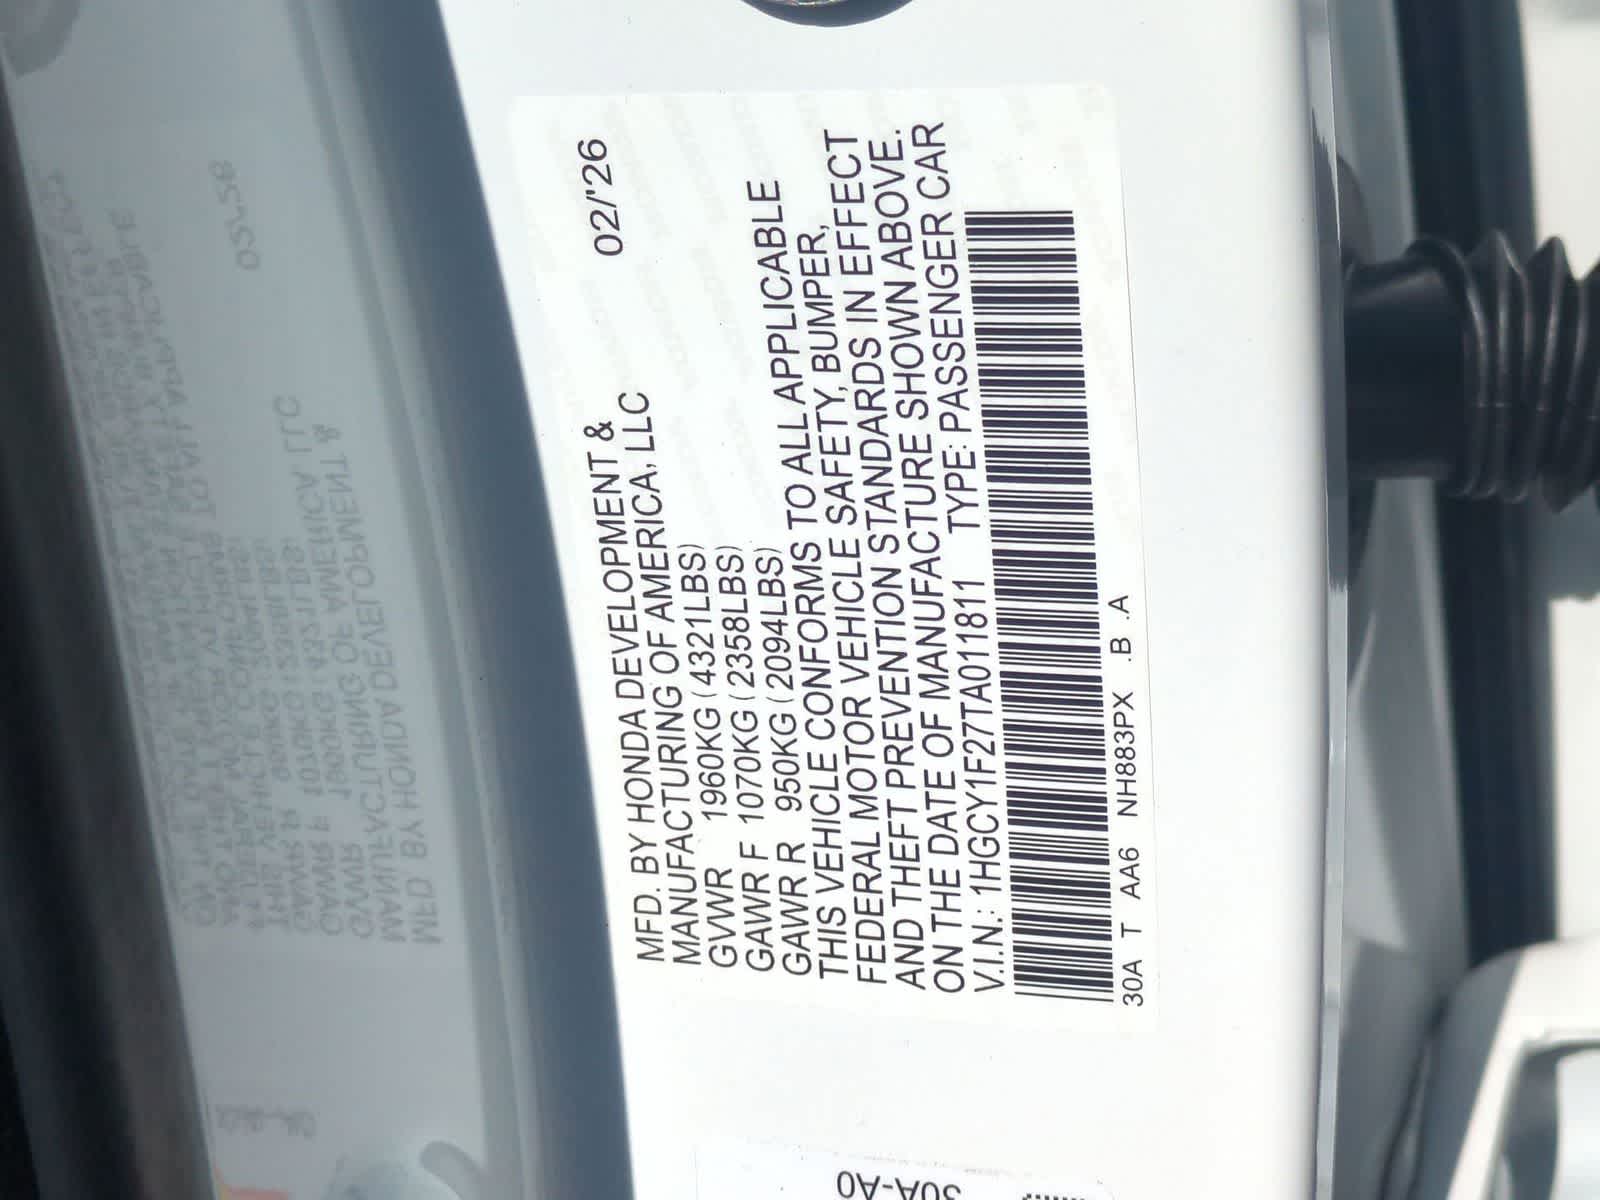 MFD. BY HONDA DEVELOPMENT & 02/'26
MANUFACTURING OF AMERICA, LLC
GVWR 1960KG (4321LBS)
GAWR F 1070KG (2358LBS)
GAWR R 950KG (2094LBS)
THIS VEHICLE CONFORMS TO ALL APPLICABLE
FEDERAL MOTOR VEHICLE SAFETY, BUMPER,
AND THEFT PREVENTION STANDARDS IN EFFECT
ON THE DATE OF MANUFACTURE SHOWN ABOVE.
V.I.N.: 1HGCY1F27TA011811 TYPE: PASSENGER CAR
30A T AA6 NH883PX .B .A
30A-A0